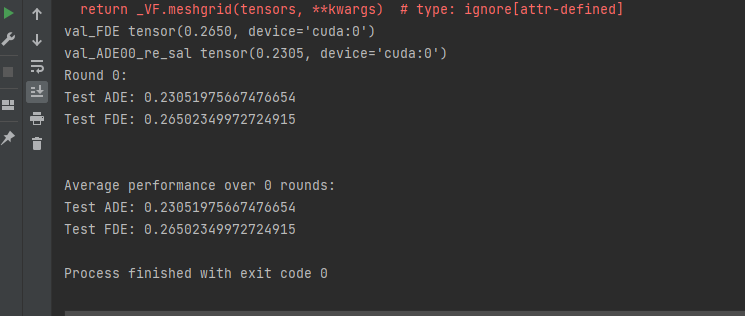 return _VF.meshgrid(tensors, **kwargs)  # type: ignore[attr-defined]
val_FDE tensor(0.2650, device='cuda:0')
val_ADE00_re_sal tensor(0.2305, device='cuda:0')
Round 0:
Test ADE: 0.23051975667476654
Test FDE: 0.26502349972724915
Average performance over 0 rounds:
Test ADE: 0.23051975667476654
Test FDE: 0.26502349972724915
Process finished with exit code 0